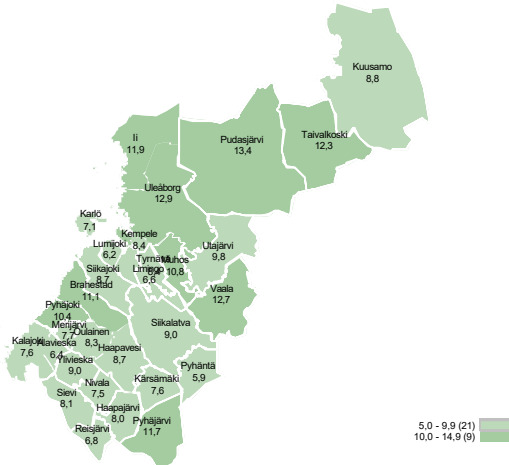 Kuusamo
8,8
Taivalkoski
12,3
Pudasjärvi
13,4
Ii
11,9
Uleåborg
12,9
Karlö
7,1
Kempele
8,4
Lumijoki
6,2
Utajärvi
9,8
Muhos
10,8
Limingo
6,6
Siikajoki
8,7
Brahestad
11,1
Vaala
12,7
Pyhäjoki
10,4
Merijärvi
7,7
Oulainen
8,3
Siikalatva
9,0
Kalajoki
7,6
Alavieska
6,4
Haapavesi
8,7
Ylivieska
9,0
Pyhäntä
5,9
Kärsämäki
7,6
Nivala
7,5
Sievi
8,1
Haapajärvi
8,0
Reisjärvi
6,8
Pyhäjärvi
11,7
5,0 - 9,9 (21)
10,0 - 14,9 (9)